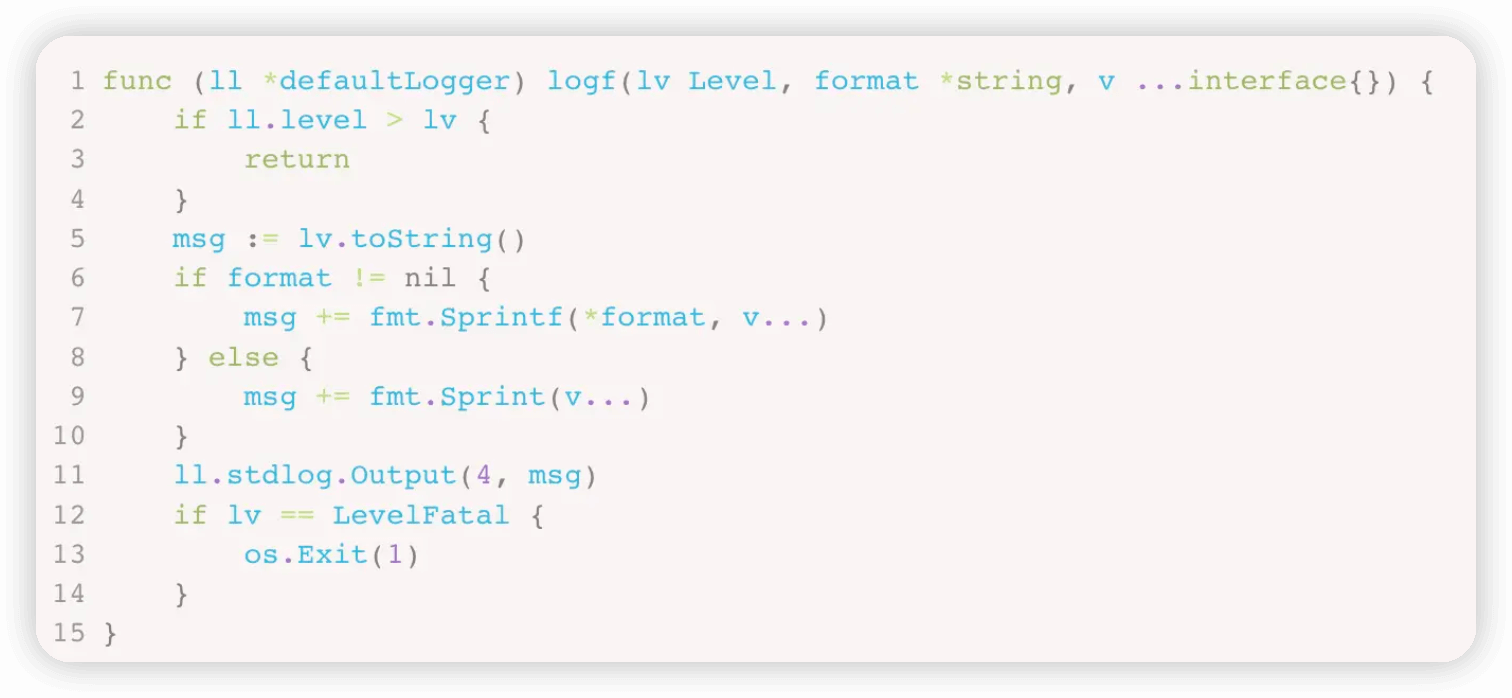 1 func (ll *defaultLogger) logf(lv Level, format *string, v ...interface{}) {
2     if ll.level > lv {
3         return
4     }
5     msg := lv.toString()
6     if format != nil {
7         msg += fmt.Sprintf(*format, v...)
8     } else {
9         msg += fmt.Sprint(v...)
10     }
11     ll.stdlog.Output(4, msg)
12     if lv == LevelFatal {
13         os.Exit(1)
14     }
15 }